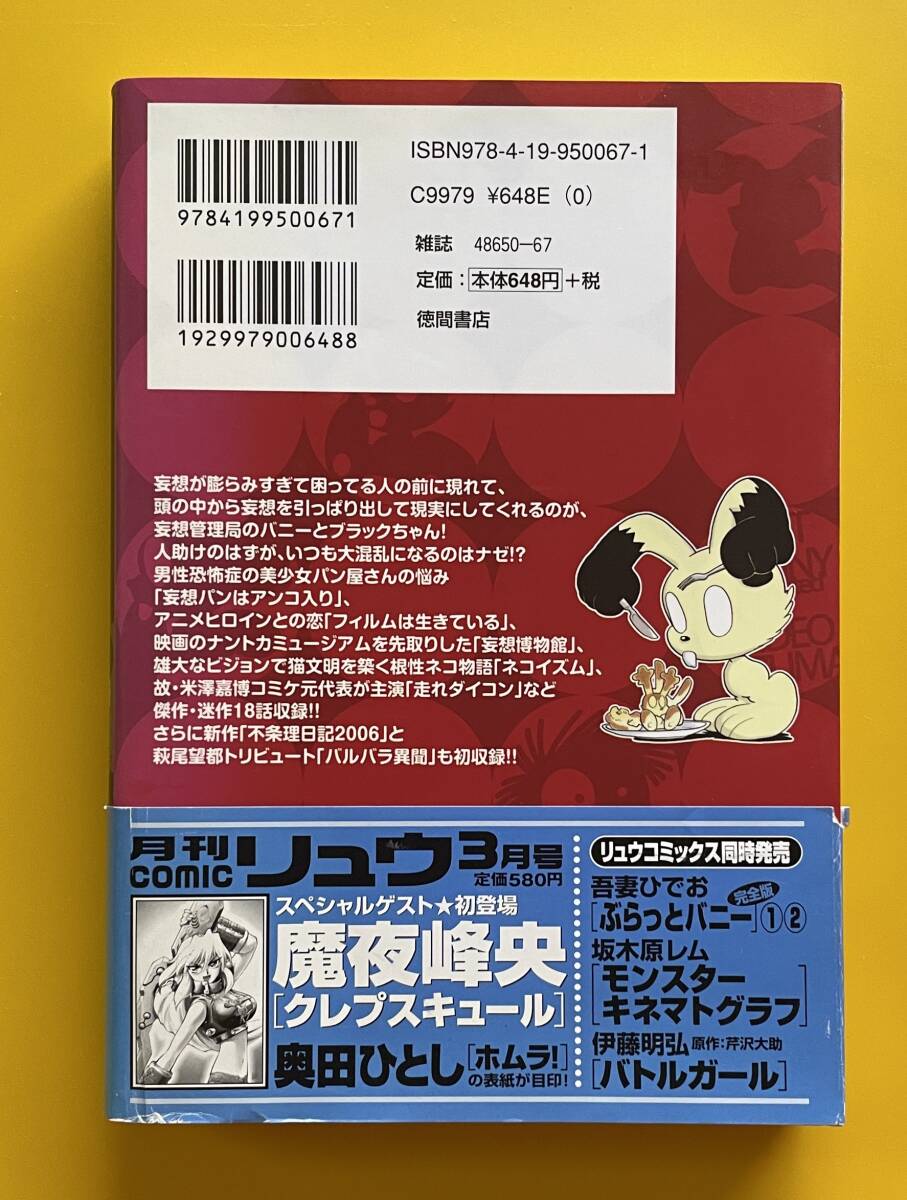 ISBN978-4-19-950067-1
C9979 ¥648E (0)
雑誌 48650-67
定価:本体648円+税
徳間書店
9784199500671
1929979006488
妄想が膨らみすぎて困ってる人の前に現れて、
頭の中から妄想を引っぱり出して現実にしてくれるのが、
妄想管理局のバニーとブラックちゃん!
人助けのはすが、いつも大混乱になるのはナゼ!?
男性恐怖症の美少女パン屋さんの悩み
「妄想パンはアンコ入り」、
アニメヒロインとの恋「フィルムは生きている」、
映画のナントカミュージアムを先取りした「妄想博物館」、
雄大なビジョンで猫文明を築く根性ネコ物語「ネコイズム」、
故・米澤嘉博コミケ元代表が主演「走れダイコン」など
傑作・迷作18話収録!!
さらに新作「不条理日記2006」と
萩尾望都トリビュート「バルバラ異聞」も初収録!!
月刊COMICリュウ3月号
定価580円
スペシャルゲスト★初登場
魔夜峰央
[クレプスキュール]
奥田ひとし[ホムラ!]
の表紙が目印!
リュウコミックス同時発売
吾妻ひでお
[ぶらっとバニー]完全版①②
坂木原レム
[モンスター
キネマトグラフ]
伊藤明弘 原作:芹沢大助
[バトルガール]